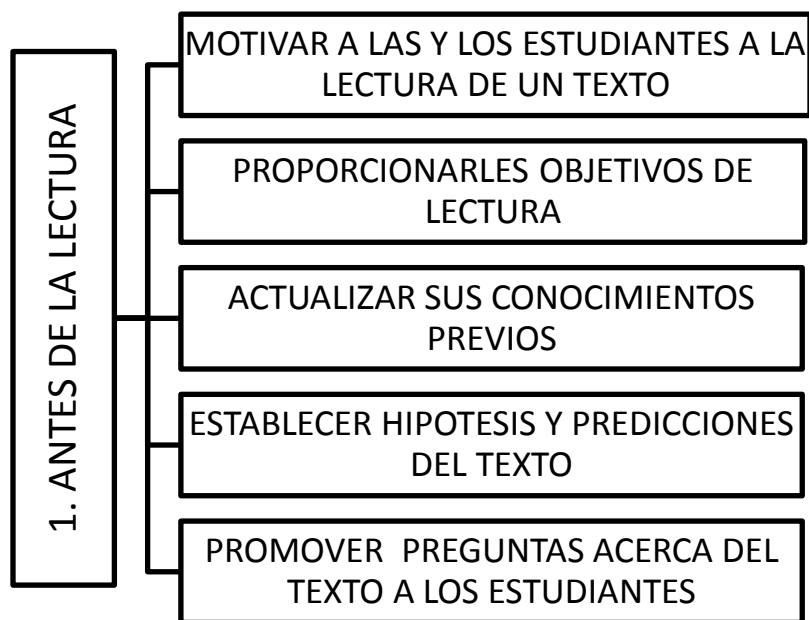 1. ANTES DE LA LECTURA
MOTIVAR A LAS Y LOS ESTUDIANTES A LA
LECTURA DE UN TEXTO
PROPORCIONARLES OBJETIVOS DE
LECTURA
ACTUALIZAR SUS CONOCIMIENTOS
PREVIOS
ESTABLECER HIPOTESIS Y PREDICCIONES
DEL TEXTO
PROMOVER PREGUNTAS ACERCA DEL
TEXTO A LOS ESTUDIANTES